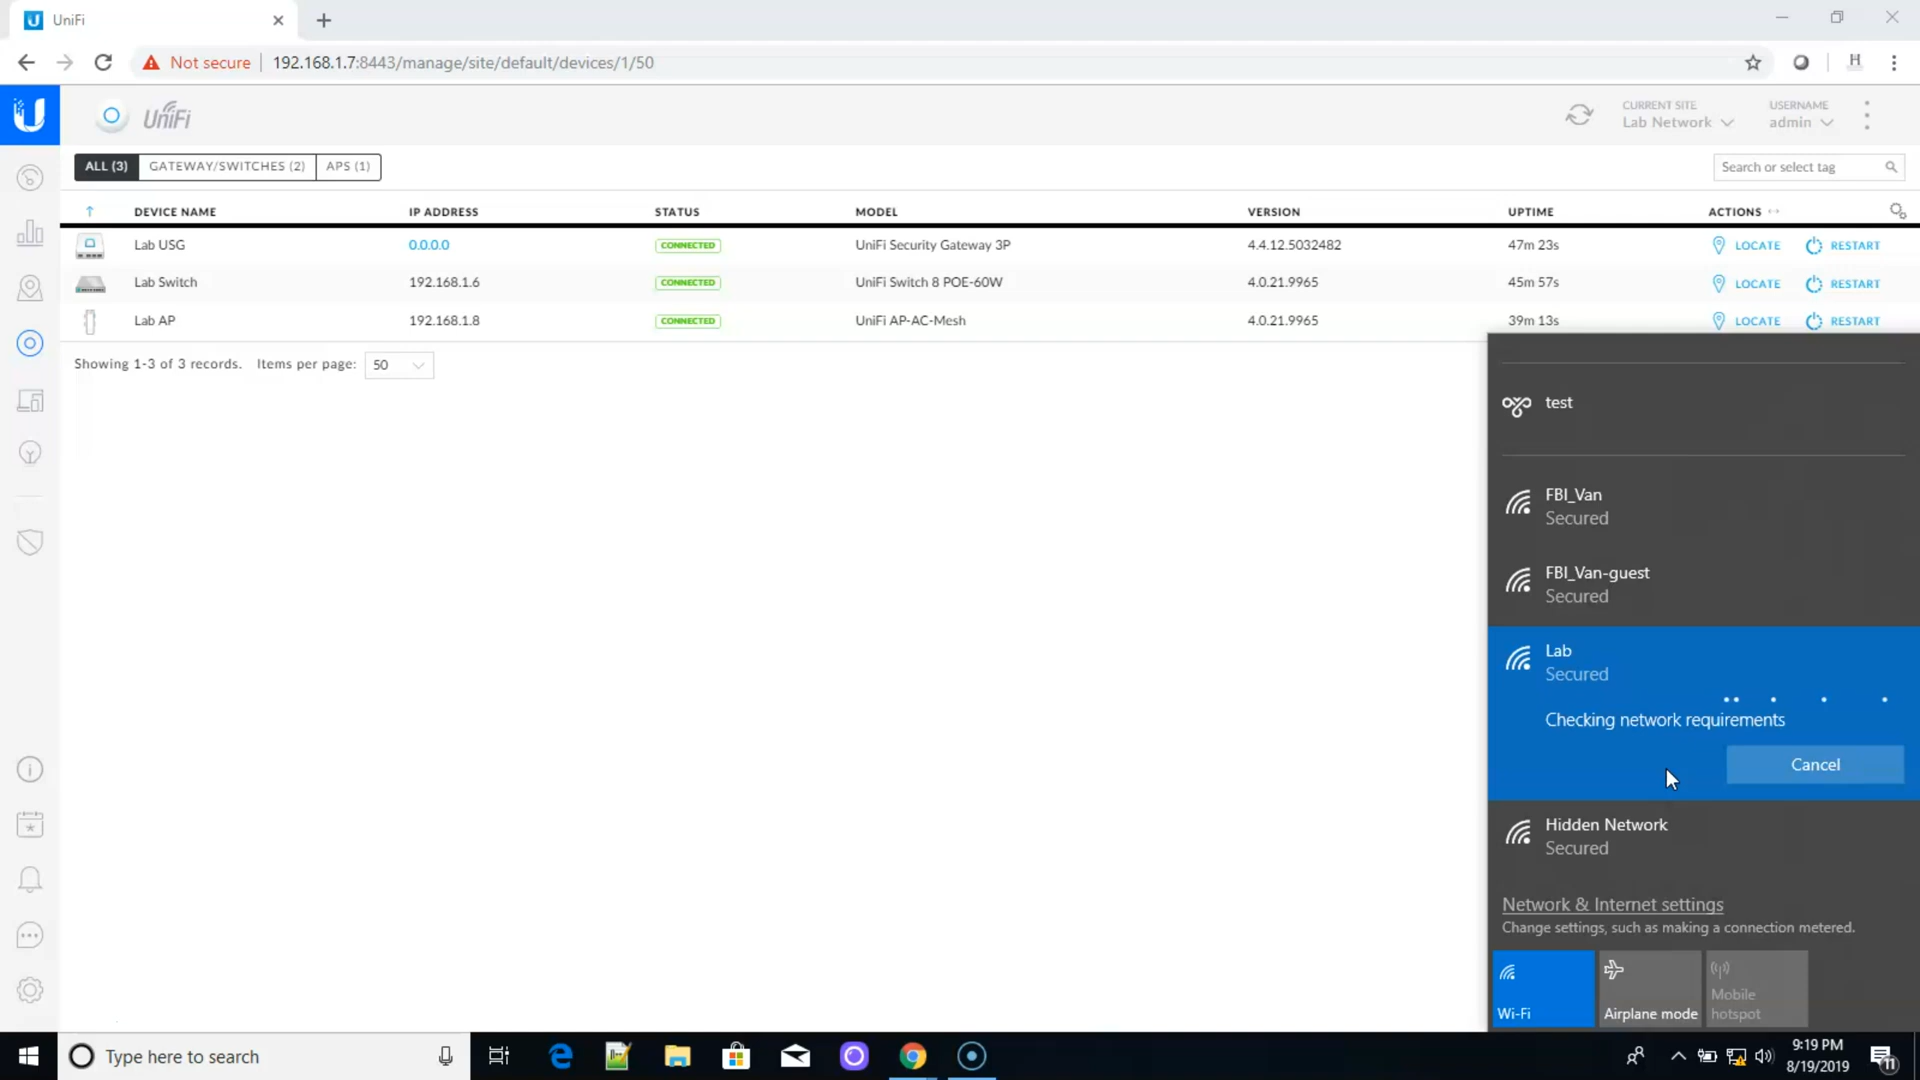 UniFi
Not secure
192.168.1.7:8443/manage/site/default/devices/1/50
H
U
UniFi
CURRENT SITE
Lab Network
USERNAME
admin
ALL (3)
GATEWAY/SWITCHES (2)
APS (1)
Search or select tag
DEVICE NAME IP ADDRESS STATUS MODEL VERSION UPTIME ACTIONS
Lab USG 0.0.0.0 CONNECTED UniFi Security Gateway 3P 4.4.12.5032482 47m 23s LOCATE RESTART
Lab Switch 192.168.1.6 CONNECTED UniFi Switch 8 POE-60W 4.0.21.9965 45m 57s LOCATE RESTART
Lab AP 192.168.1.8 CONNECTED UniFi AP-AC-Mesh 4.0.21.9965 39m 13s LOCATE RESTART
Showing 1-3 of 3 records. Items per page: 50
test
FBI_Van
Secured
FBI_Van-guest
Secured
Lab
Secured
Checking network requirements
Cancel
Hidden Network
Secured
Network & Internet settings
Change settings, such as making a connection metered.
Wi-Fi
Airplane mode
Mobile
hotspot
Type here to search
9:19 PM
8/19/2019
11